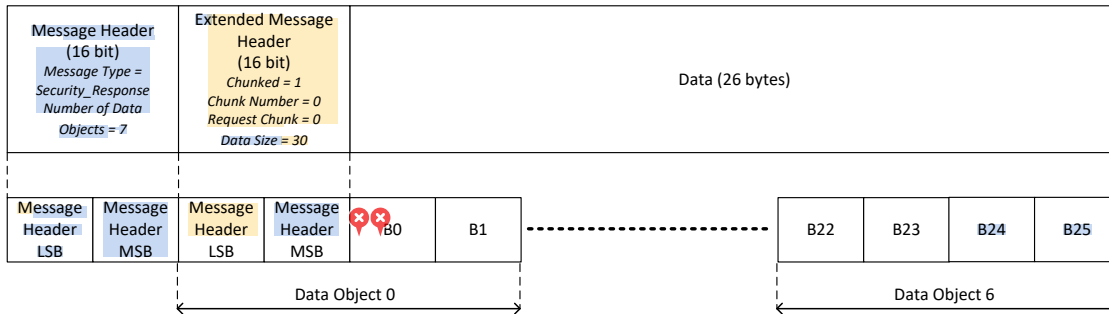 Message Header
(16 bit)
Message Type =
Security_Response
Number of Data
Objects = 7
Extended Message
Header
(16 bit)
Chunked = 1
Chunk Number = 0
Request Chunk = 0
Data Size = 30
Data (26 bytes)
Message
Header
LSB
Message
Header
MSB
Message
Header
LSB
Message
Header
MSB
B0
B1
B22
B23
B24
B25
Data Object 0
Data Object 6